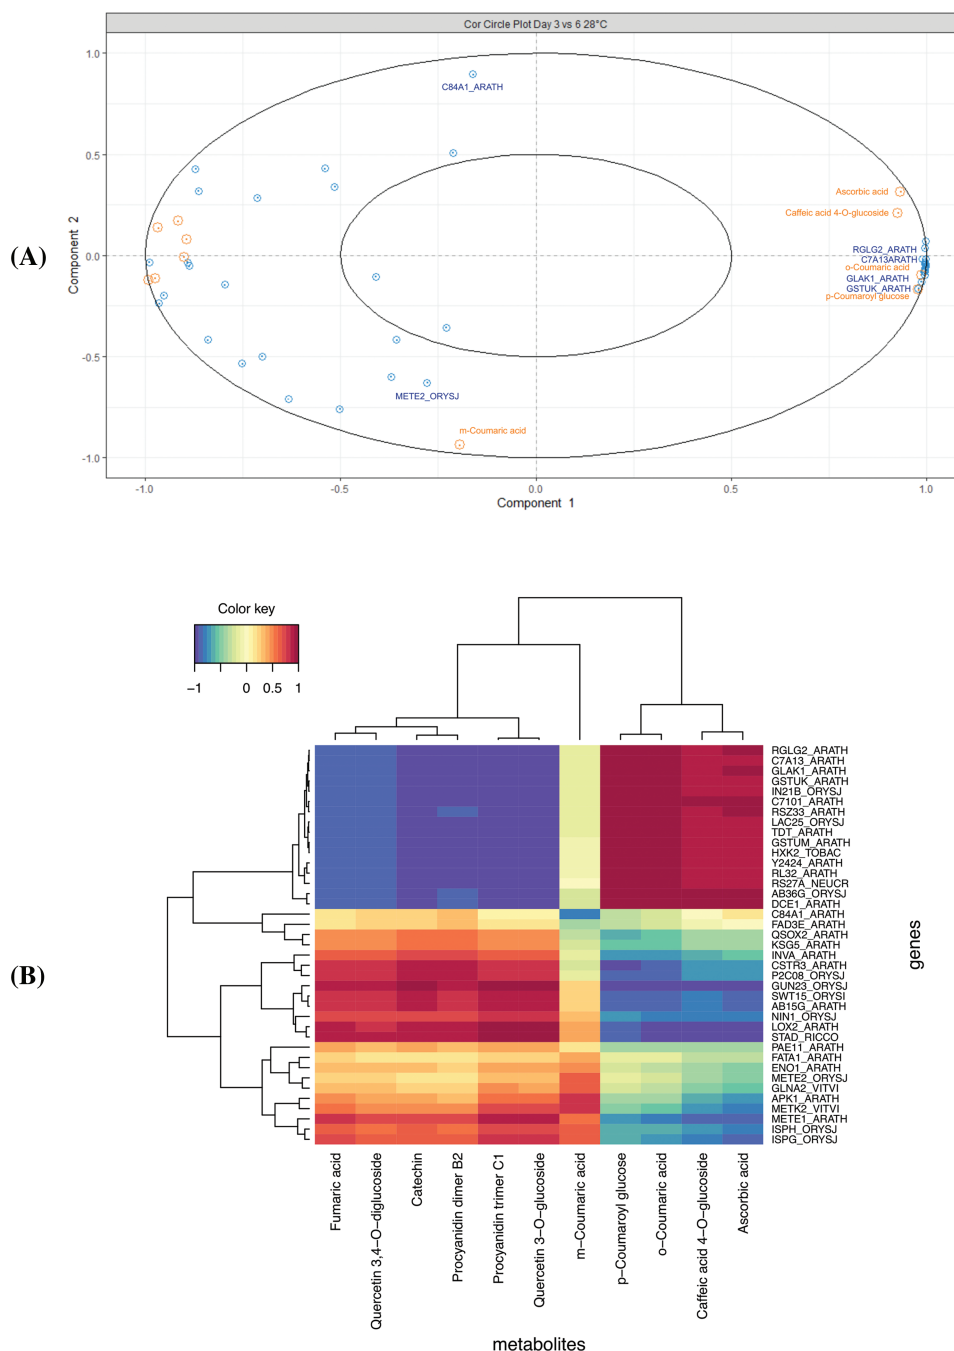 Cor Circle Plot Day 3 vs 6 28°C
(A)
Component 2
1.0
0.5
0.0
-0.5
-1.0
C84A1_ARATH
Ascorbic acid
Caffeic acid 4-O-glucoside
RGLG2_ARATH
C7A13ARATH
o-Coumaric acid
GLAK1_ARATH
GSTUK_ARATH
p-Coumaroyl glucose
METE2_ORYSJ
m-Coumaric acid
-1.0 -0.5 0.0 0.5 1.0
Component 1
(B)
Color key
−1 0 0.5 1
RGLG2_ARATH
C7A13_ARATH
GLAK1_ARATH
GSTUK_ARATH
IN21B_ORYSJ
C7101_ARATH
RSZ33_ARATH
LAC25_ORYSJ
TDT_ARATH
GSTUM_ARATH
HXK2_TOBAC
Y2424_ARATH
RL32_ARATH
RS27A_NEUCR
AB36G_ORYSJ
DCE1_ARATH
C84A1_ARATH
FAD3E_ARATH
QSOX2_ARATH
KSG5_ARATH
INVA_ARATH
CSTR3_ARATH
P2C08_ORYSJ
GUN23_ORYSJ
SWT15_ORYSI
AB15G_ARATH
NIN1_ORYSJ
LOX2_ARATH
STAD_RICCO
PAE11_ARATH
FATA1_ARATH
ENO1_ARATH
METE2_ORYSJ
GLNA2_VITVI
APK1_ARATH
METK2_VITVI
METE1_ARATH
ISPH_ORYSJ
ISPG_ORYSJ
genes
Fumaric acid
Quercetin 3,4−O−diglucoside
Catechin
Procyanidin dimer B2
Procyanidin trimer C1
Quercetin 3−O−glucoside
m−Coumaric acid
p−Coumaroyl glucose
o−Coumaric acid
Caffeic acid 4−O−glucoside
Ascorbic acid
metabolites